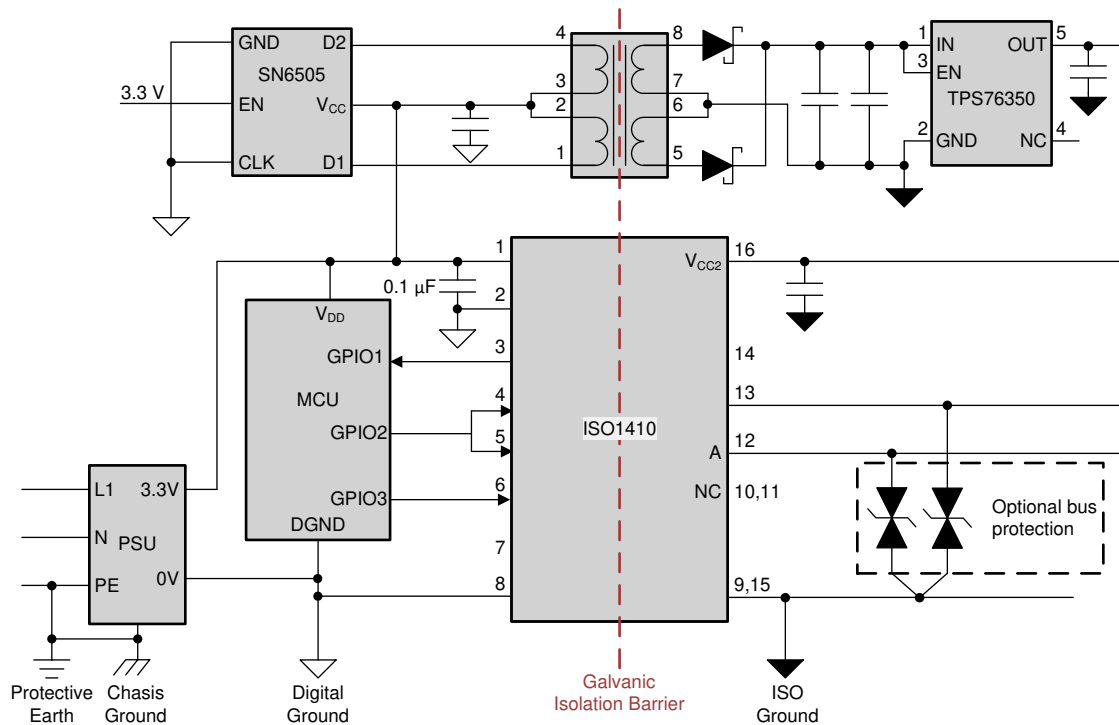 GND
D2
SN6505
3.3 V
EN
VCC
CLK
D1
4
3
2
1
8
7
6
5
1
IN
OUT
5
3
EN
TPS76350
2
GND
NC
4
1
VCC2
16
0.1 µF
2
VDD
GPIO1
3
14
MCU
13
4
GPIO2
ISO1410
5
A
12
L1
3.3V
6
NC
10,11
GPIO3
Optional bus
protection
DGND
N
PSU
7
PE
0V
8
9,15
Protective
Earth
Chasis
Ground
Digital
Ground
Galvanic
Isolation Barrier
ISO
Ground